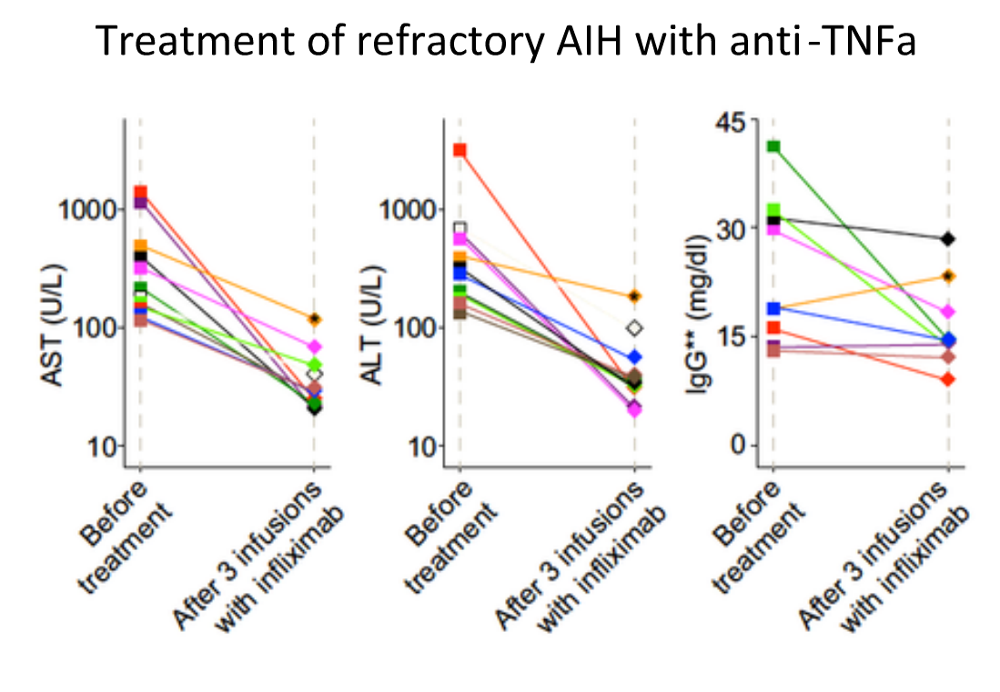 Treatment of refractory AIH with anti-TNFa
AST (U/L)
1000
100
10
Before
treatment
After 3 infusions
with infliximab
ALT (U/L)
1000
100
10
Before
treatment
After 3 infusions
with infliximab
IgG** (mg/dl)
45
30
15
0
Before
treatment
After 3 infusions
with infliximab